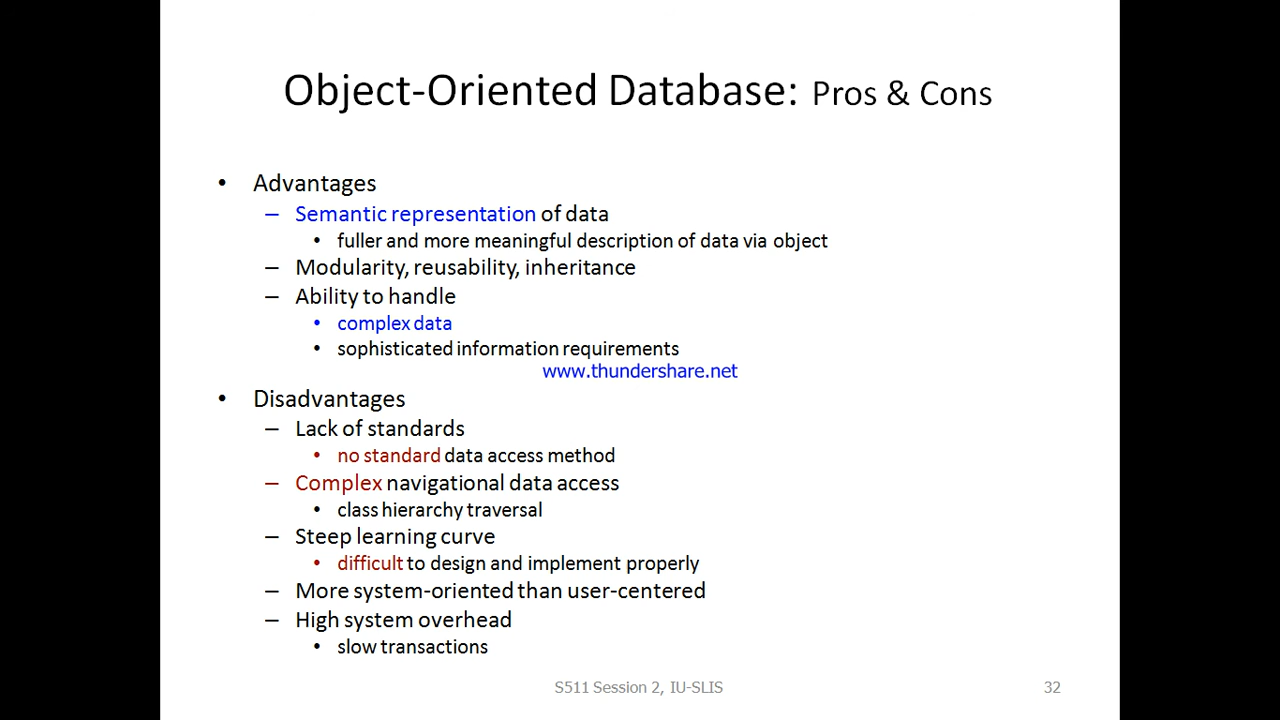 Object-Oriented Database: Pros & Cons
• Advantages
– Semantic representation of data
• fuller and more meaningful description of data via object
– Modularity, reusability, inheritance
– Ability to handle
• complex data
• sophisticated information requirements
www.thundershare.net
• Disadvantages
– Lack of standards
• no standard data access method
– Complex navigational data access
• class hierarchy traversal
– Steep learning curve
• difficult to design and implement properly
– More system-oriented than user-centered
– High system overhead
• slow transactions
S511 Session 2, IU-SLIS
32